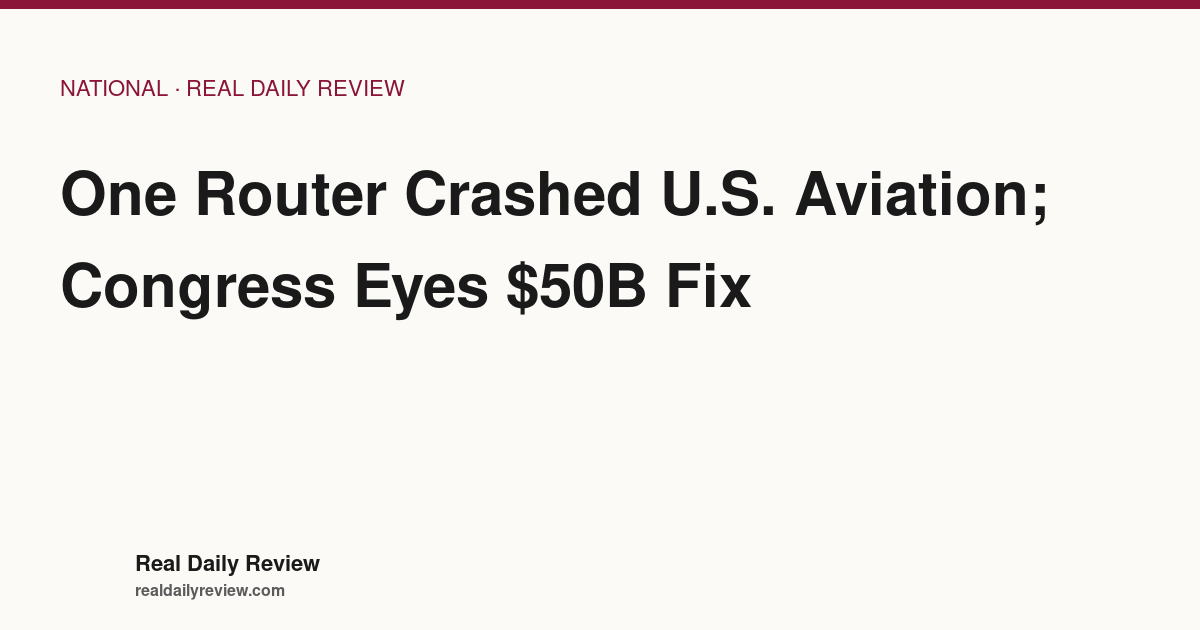 NATIONAL · REAL DAILY REVIEW
One Router Crashed U.S. Aviation;
Congress Eyes $50B Fix
Real Daily Review
realdailyreview.com